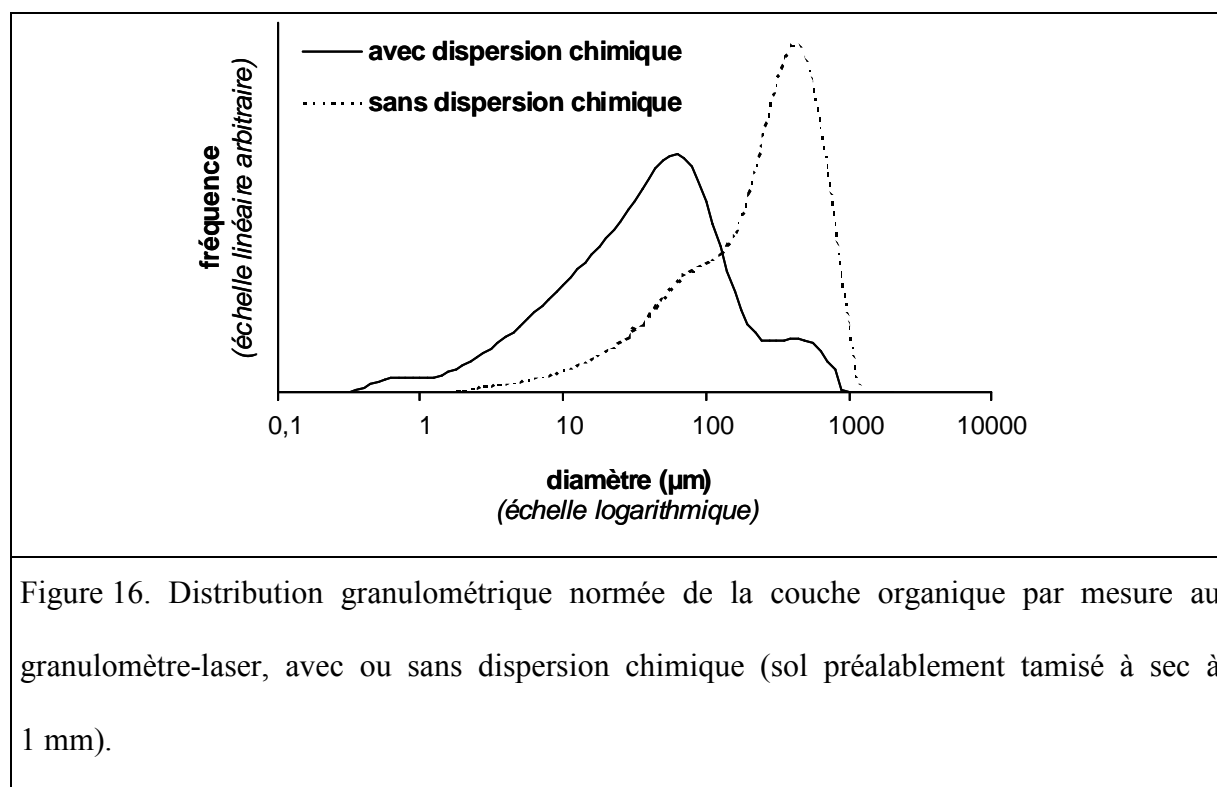 avec dispersion chimique
sans dispersion chimique
fréquence
(échelle linéaire arbitraire)
0,1 1 10 100 1000 10000
diamètre (µm)
(échelle logarithmique)
Figure 16. Distribution granulométrique normée de la couche organique par mesure au
granulomètre-laser, avec ou sans dispersion chimique (sol préalablement tamisé à sec à
1 mm).